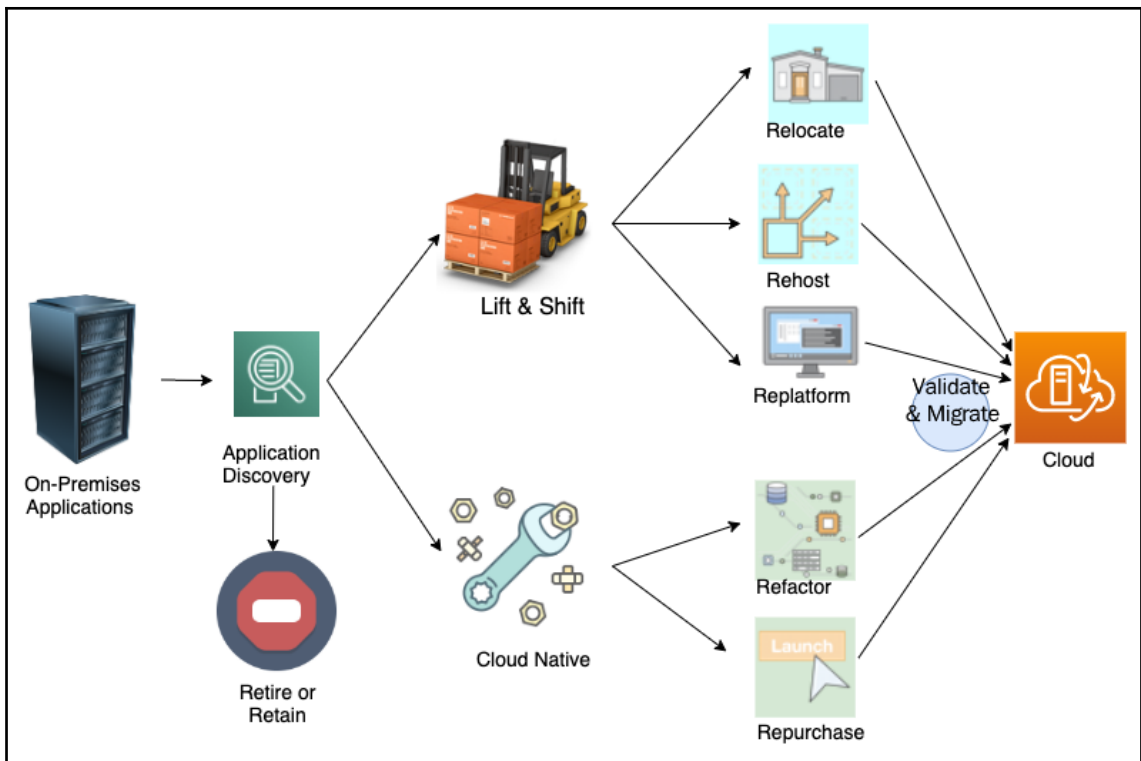 Relocate
Rehost
Lift & Shift
Replatform
Validate
& Migrate
On-Premises
Applications
Application
Discovery
Cloud
Refactor
Cloud Native
Launch
Retire or
Retain
Repurchase